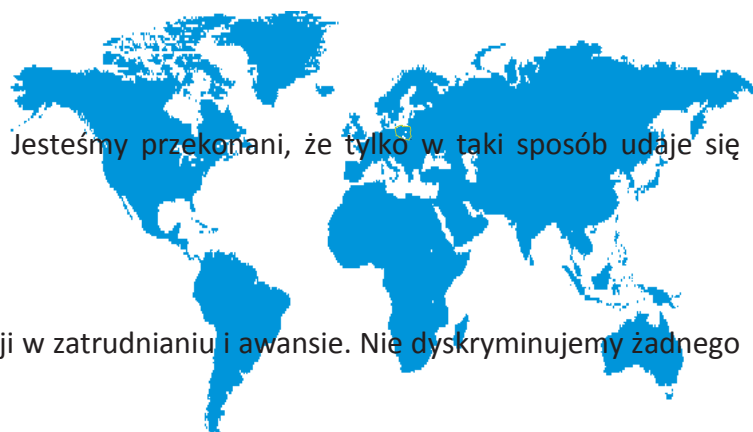 Jesteśmy przekonani, że tylko w taki sposób udaje się
ji w zatrudnianiu i awansie. Nie dyskryminujemy żadnego